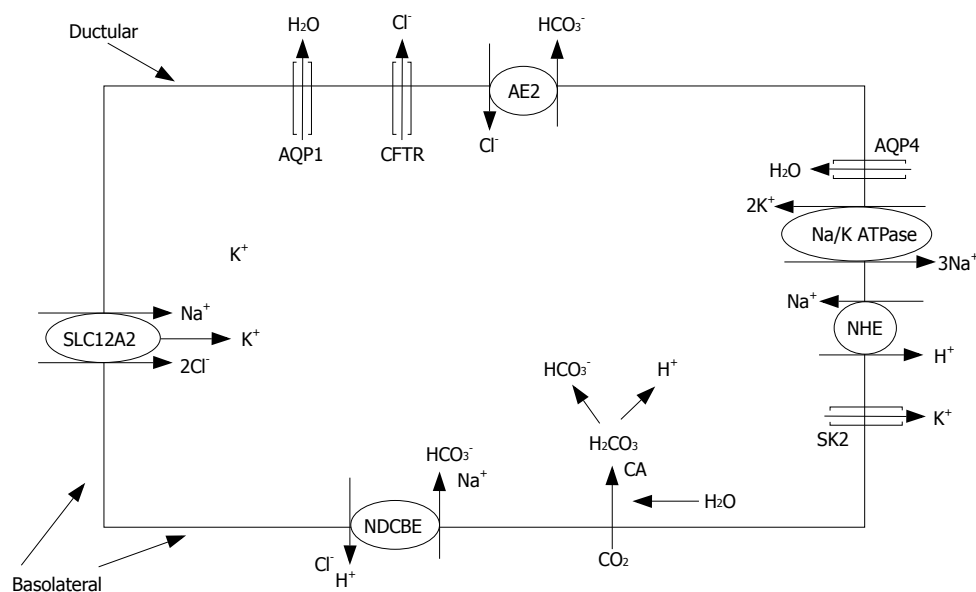 Ductular
H₂O
Cl⁻
HCO₃⁻
AE2
Cl⁻
AQP1
CFTR
AQP4
H₂O
2K⁺
Na/K ATPase
3Na⁺
K⁺
Na⁺
SLC12A2
K⁺
2Cl⁻
Na⁺
NHE
H⁺
HCO₃⁻
H⁺
K⁺
SK2
H₂CO₃
CA
HCO₃⁻
Na⁺
H₂O
NDCBE
Cl⁻
H⁺
CO₂
Basolateral